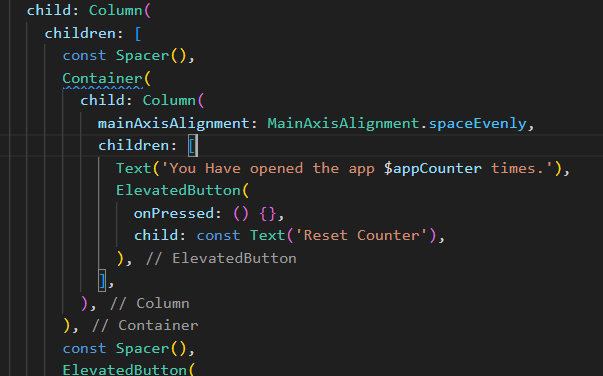 child: Column(
children: [
const Spacer(),
Container(
child: Column(
mainAxisAlignment: MainAxisAlignment.spaceEvenly,
children: [
Text('You Have opened the app $appCounter times.'),
ElevatedButton(
onPressed: () {},
child: const Text('Reset Counter'),
), // ElevatedButton
],
), // Column
), // Container
const Spacer(),
ElevatedButton(